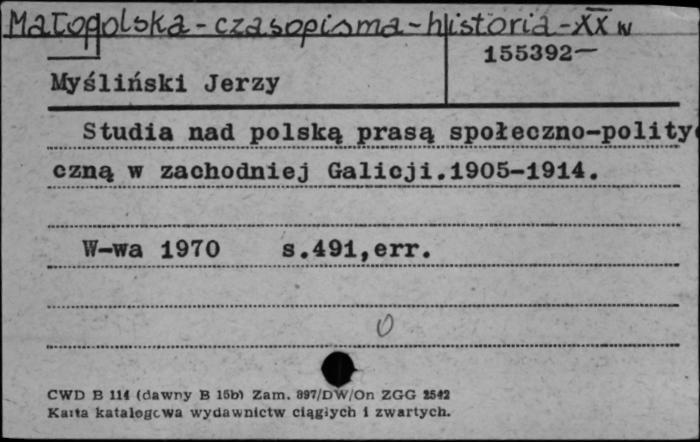 Małopolska - czasopisma - historia - XX w
155392-
Myśliński Jerzy
Studia nad polską prasą społeczno-polity
czną w zachodniej Galicji.1905-1914.
W-wa 1970 s.491,err.
0
CWD B 114 (dawny B 15b) Zam. 897/DW/On ZGG 2542
Karta katalogowa wydawnictw ciągłych i zwartych.